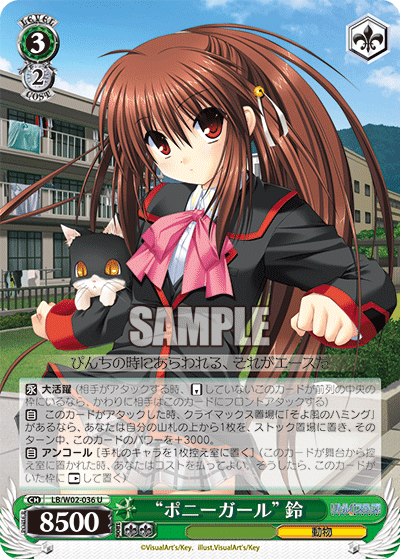 LEVEL
3
2
COST
SAMPLE
ぴんちの時にあらわれる、それがエースだ
永 大活躍（相手がアタックする時、レストしていないこのカードが前列の中央の
枠にいるなら、かわりに相手はこのカードにフロントアタックする）
自 このカードがアタックした時、クライマックス置場に「そよ風のハミング」
があるなら、あなたは自分の山札の上から1枚を、ストック置場に置き、その
ターン中、このカードのパワーを＋3000。
自 アンコール［手札のキャラを1枚控え室に置く］（このカードが舞台から
控え室に置かれた時、あなたはコストを払ってよい。そうしたら、このカード
がいた枠に置く）
CH LB/W02-036 U
8500
“ポニーガール” 鈴
動物
©VisualArt's/Key. illust.VisualArt's/Key.